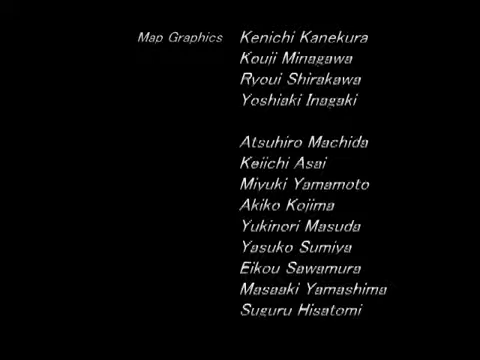 Map Graphics Kenichi Kanekura
Kouji Minagawa
Ryoui Shirakawa
Yoshiaki Inagaki
Atsuhiro Machida
Keiichi Asai
Miyuki Yamamoto
Akiko Kojima
Yukinori Masuda
Yasuko Sumiya
Eikou Sawamura
Masaaki Yamashima
Suguru Hisatomi